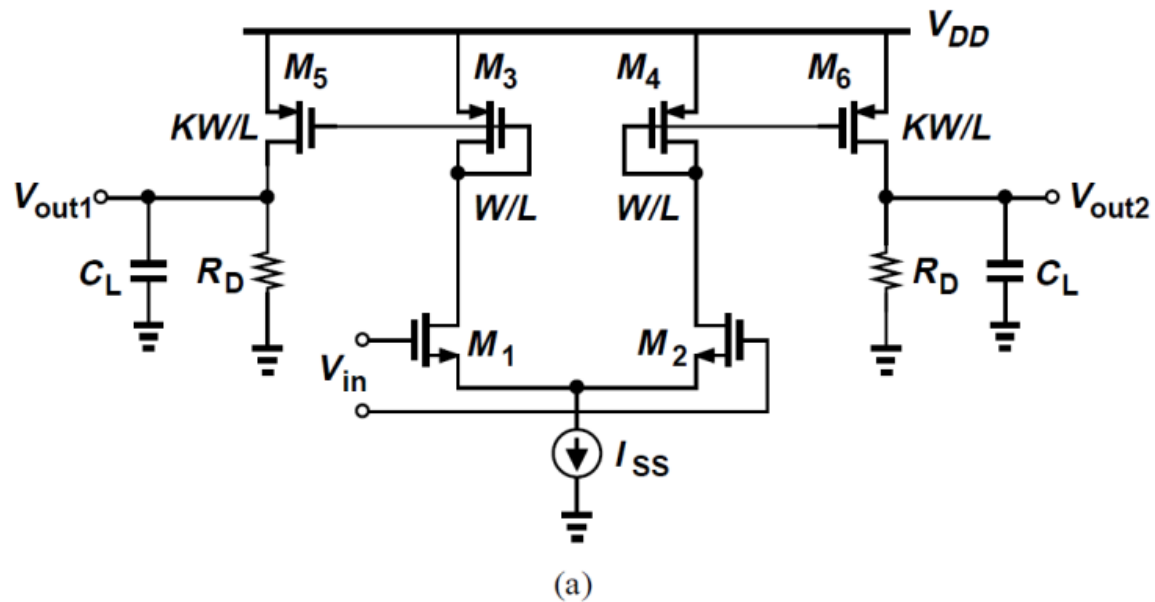 V_DD
M_5 M_3 M_4 M_6
KW/L KW/L
V_out1 W/L W/L V_out2
C_L R_D R_D C_L
M_1 M_2
V_in
I_SS
(a)